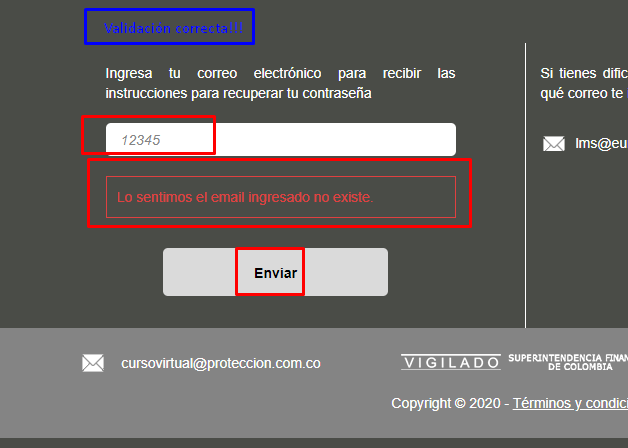 Validación correcta!!!
Ingresa tu correo electrónico para recibir las
instrucciones para recuperar tu contraseña
12345
Lo sentimos el email ingresado no existe.
Enviar
Si tienes
qué correo te
lms@eu
cursovirtual@proteccion.com.co
VIGILADO
SUPERINTENDENCIA
DE COLOMBIA
Copyright © 2020 - Términos y